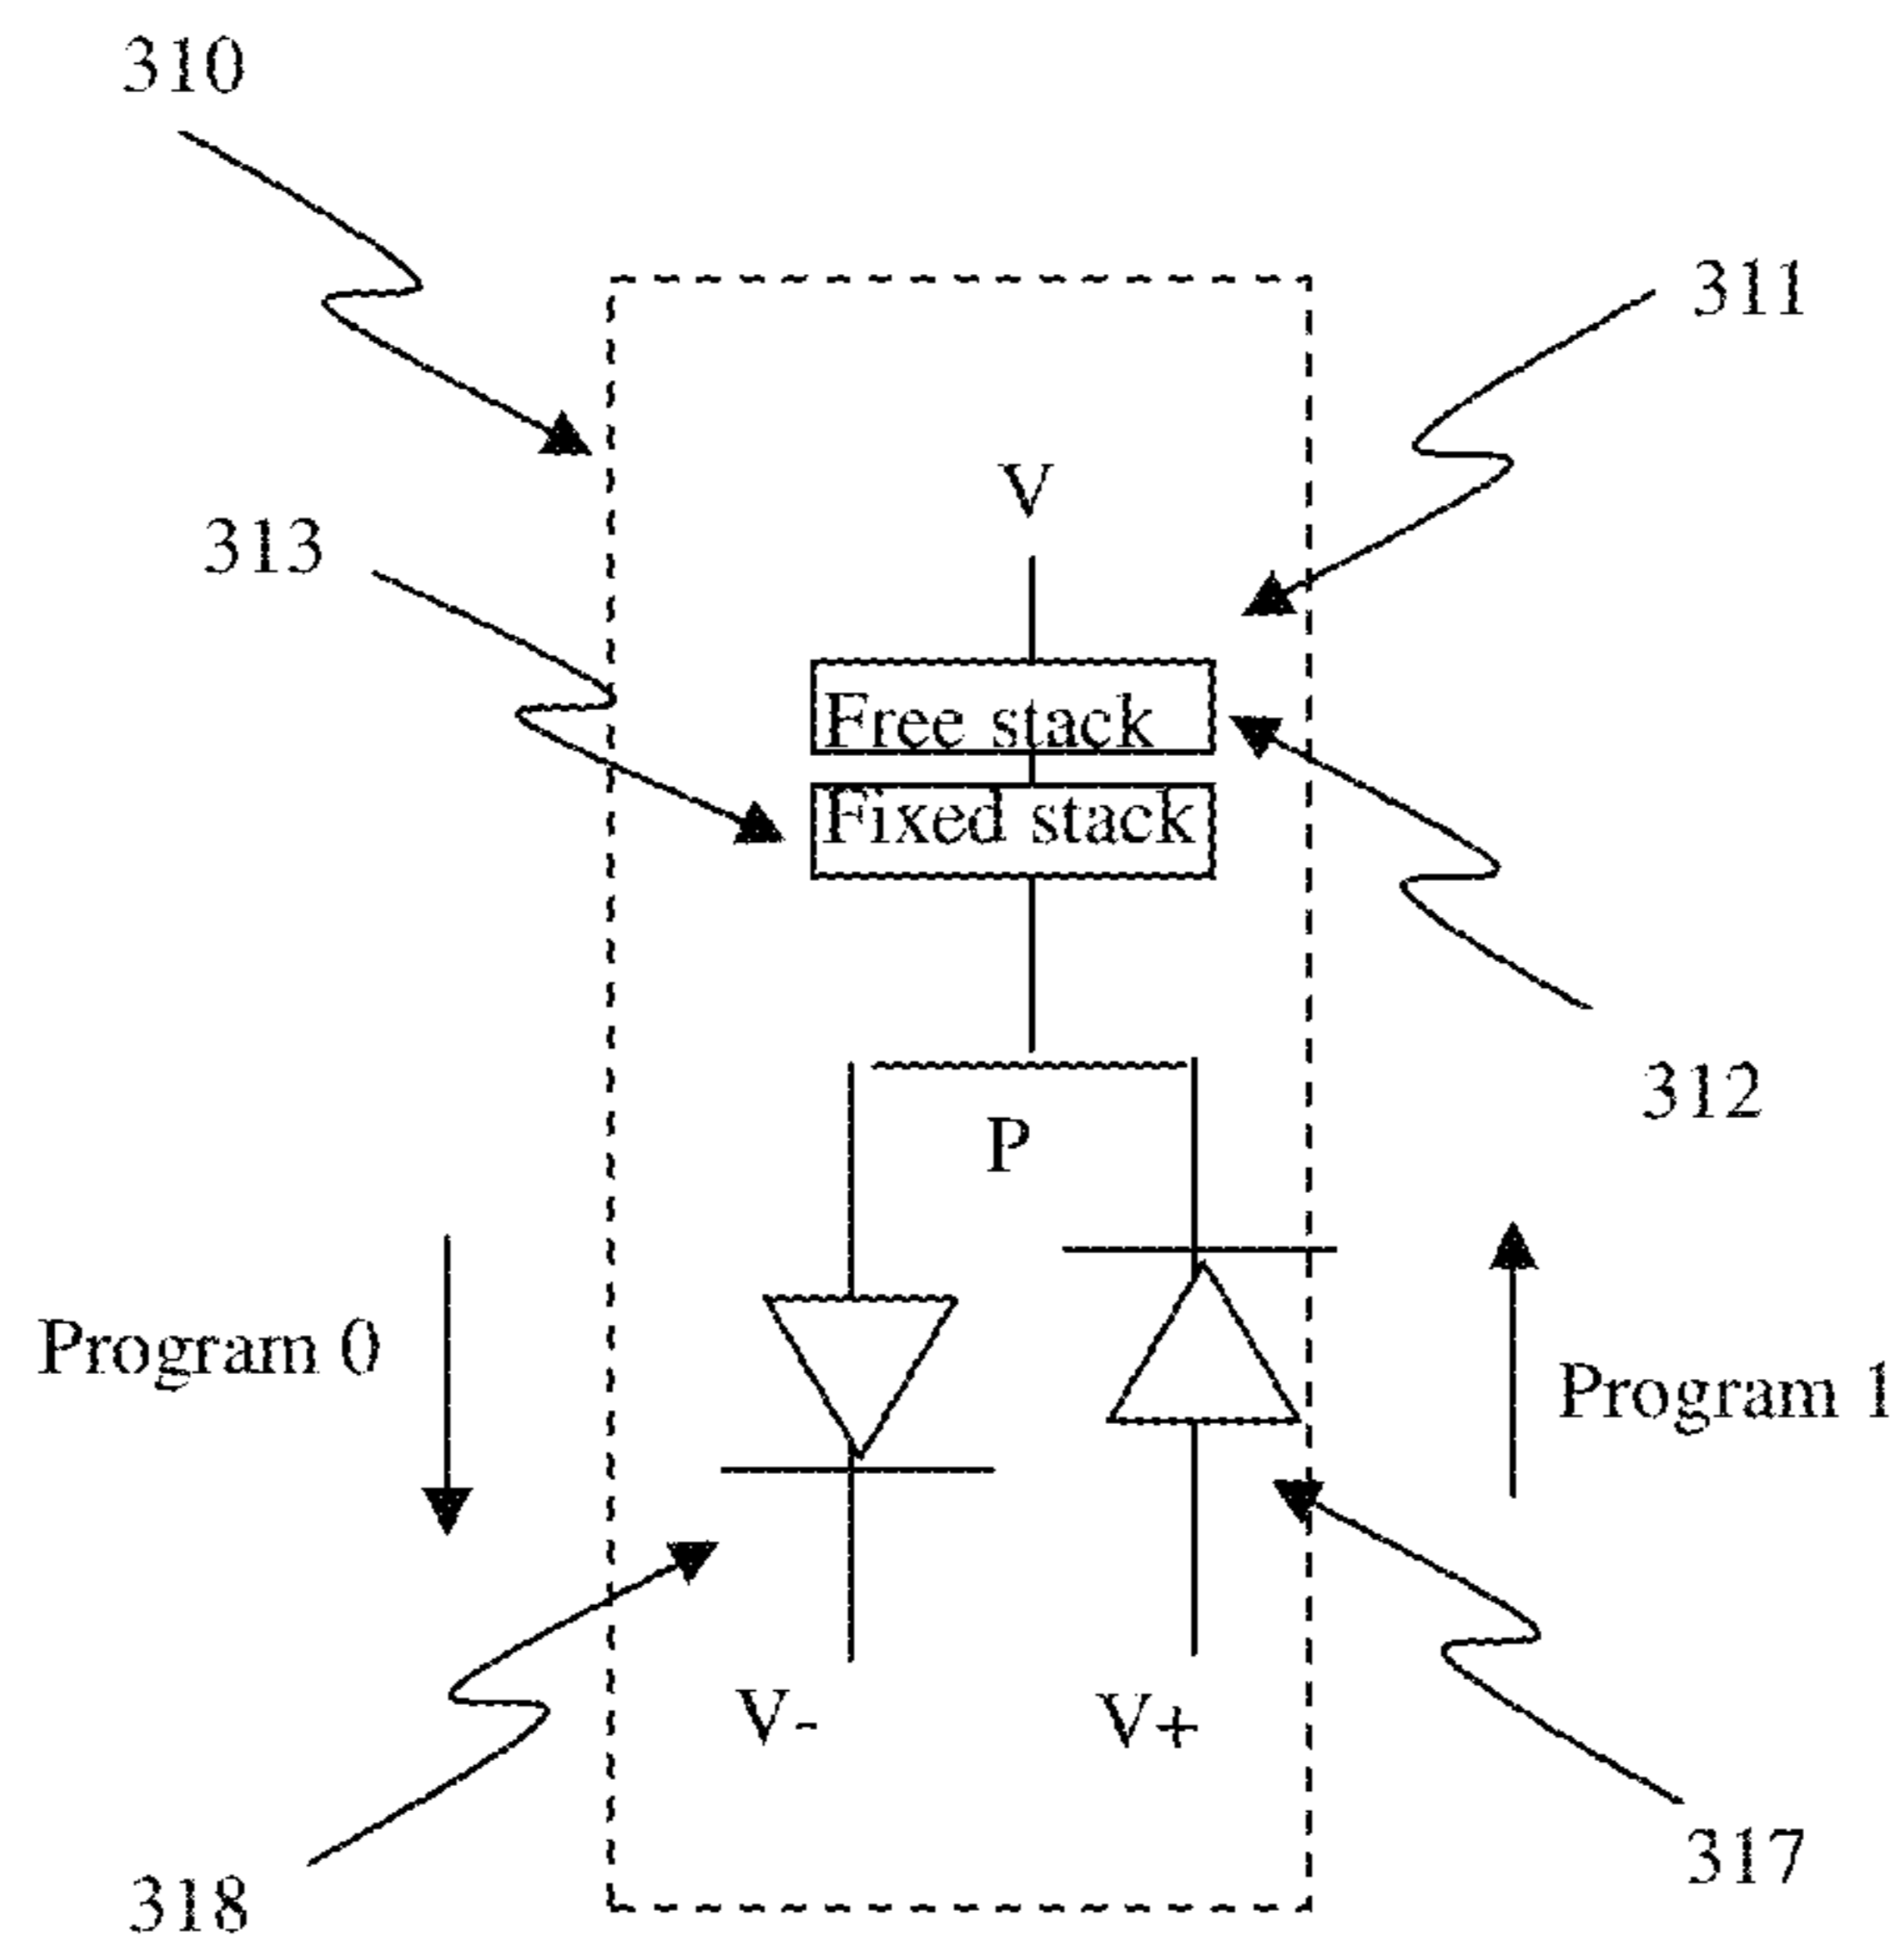 310
311
V
313
Free stack
Fixed stack
312
P
Program 0
Program 1
V-
V+
317
318